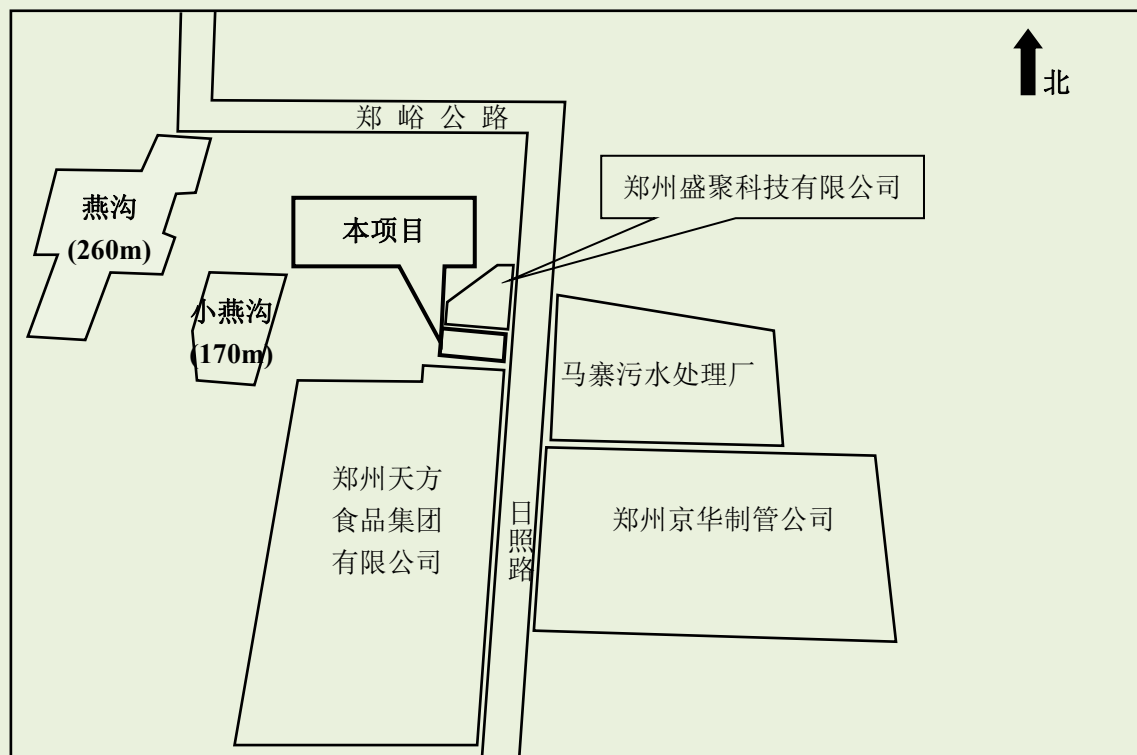 北
郑峪公路
郑州盛聚科技有限公司
燕沟
(260m)
本项目
小燕沟
(170m)
马寨污水处理厂
郑州天方
食品集团
有限公司
日照路
郑州京华制管公司